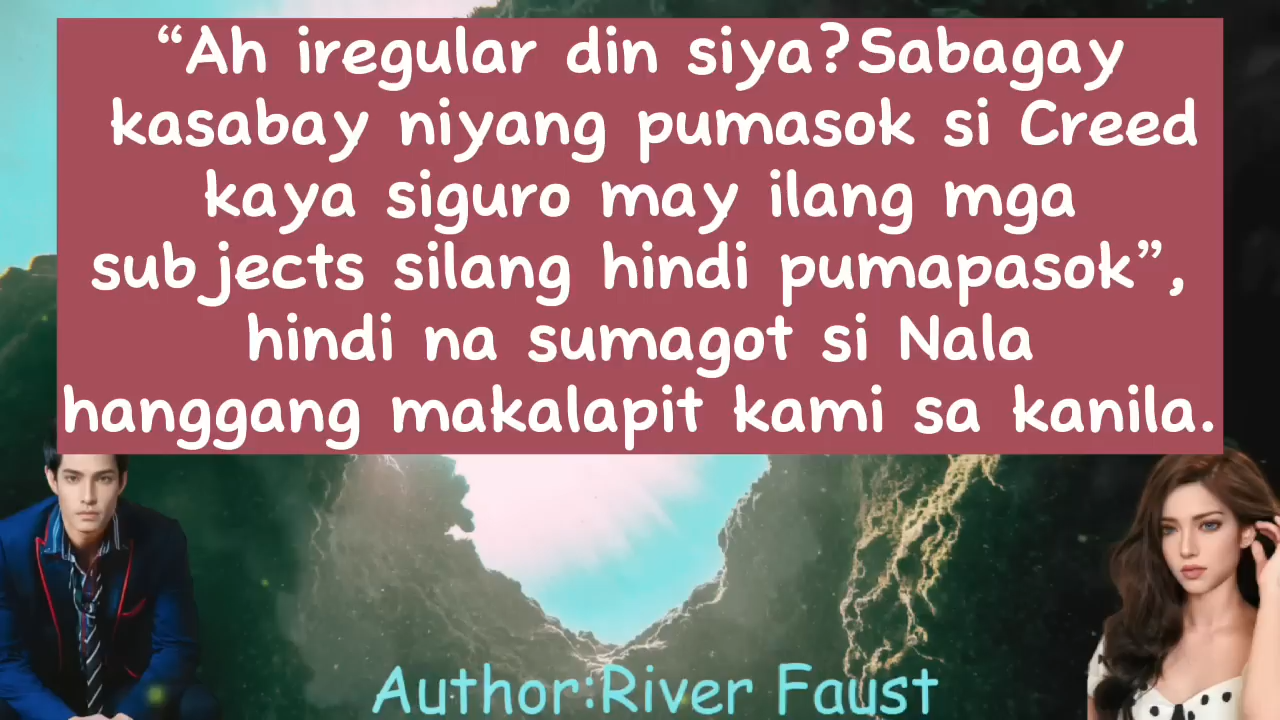 “Ah iregular din siya?Sabagay
kasabay niyang pumasok si Creed
kaya siguro may ilang mga
subjects silang hindi pumapasok”,
hindi na sumagot si Nala
hanggang makalapit kami sa kanila.
Author:River Faust